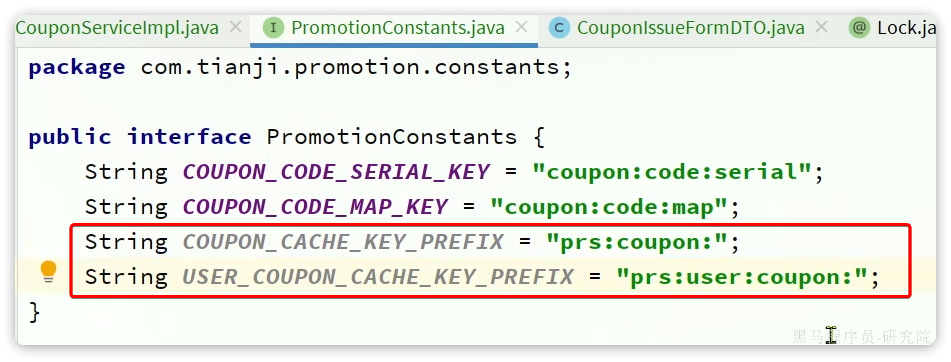 CouponServiceImpl.java × I PromotionConstants.java × C CouponIssueFormDTO.java × @ Lock.ja
package com.tianji.promotion.constants;
public interface PromotionConstants {
String COUPON_CODE_SERIAL_KEY = "coupon:code:serial";
String COUPON_CODE_MAP_KEY = "coupon:code:map";
String COUPON_CACHE_KEY_PREFIX = "prs:coupon:";
String USER_COUPON_CACHE_KEY_PREFIX = "prs:user:coupon:";
}
黑马程序员-研究院